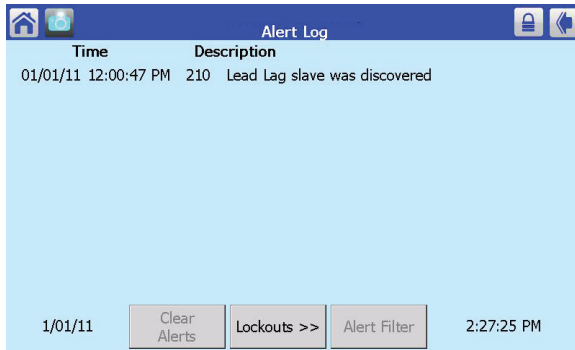 Alert Log
Time Description
01/01/11 12:00:47 PM 210 Lead Lag slave was discovered
1/01/11 Clear Alerts Lockouts >> Alert Filter 2:27:25 PM